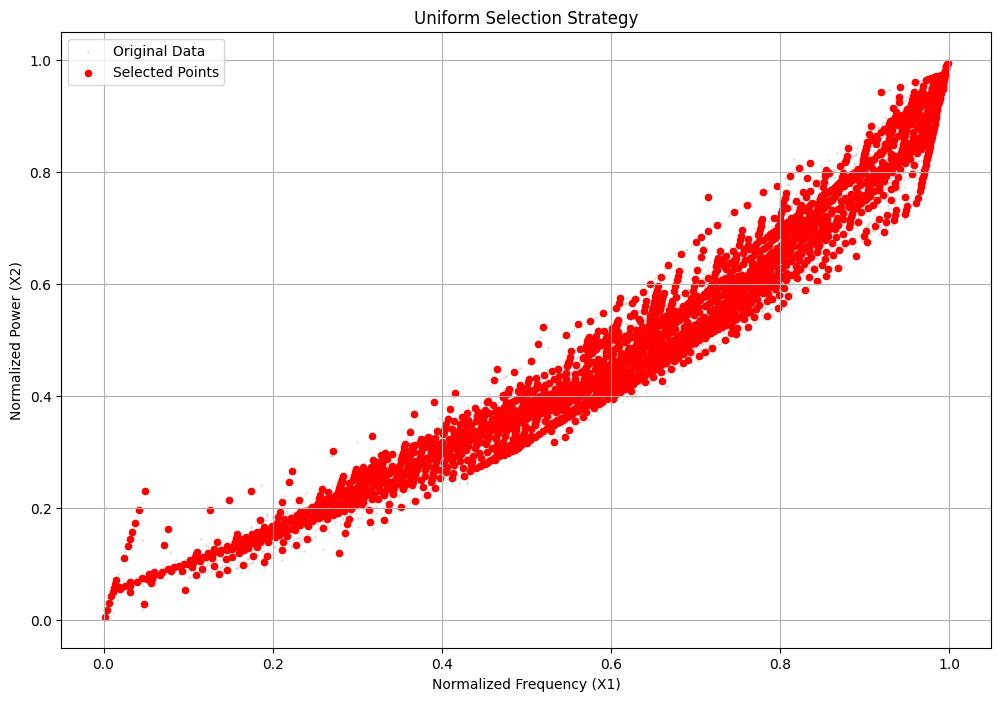 Uniform Selection Strategy
Original Data
Selected Points
Normalized Power (X2)
1.0
0.8
0.6
0.4
0.2
0.0
0.0 0.2 0.4 0.6 0.8 1.0
Normalized Frequency (X1)